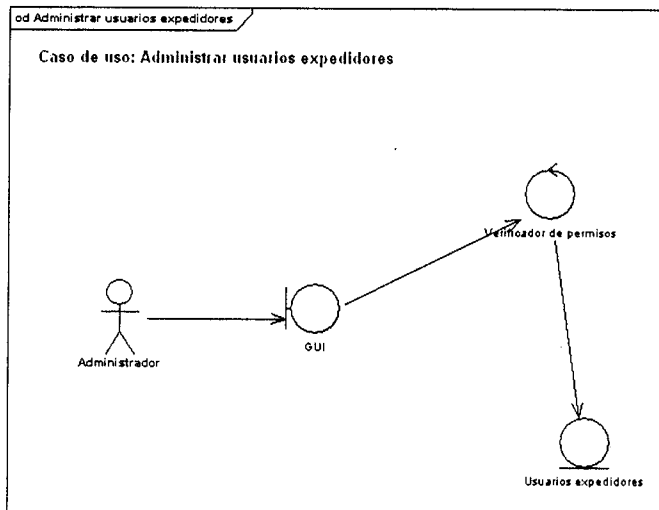 od Administrar usuarios expedidores
Caso de uso: Administrar usuarios expedidores
Verificador de permisos
Administrador
GUI
Usuarios expedidores